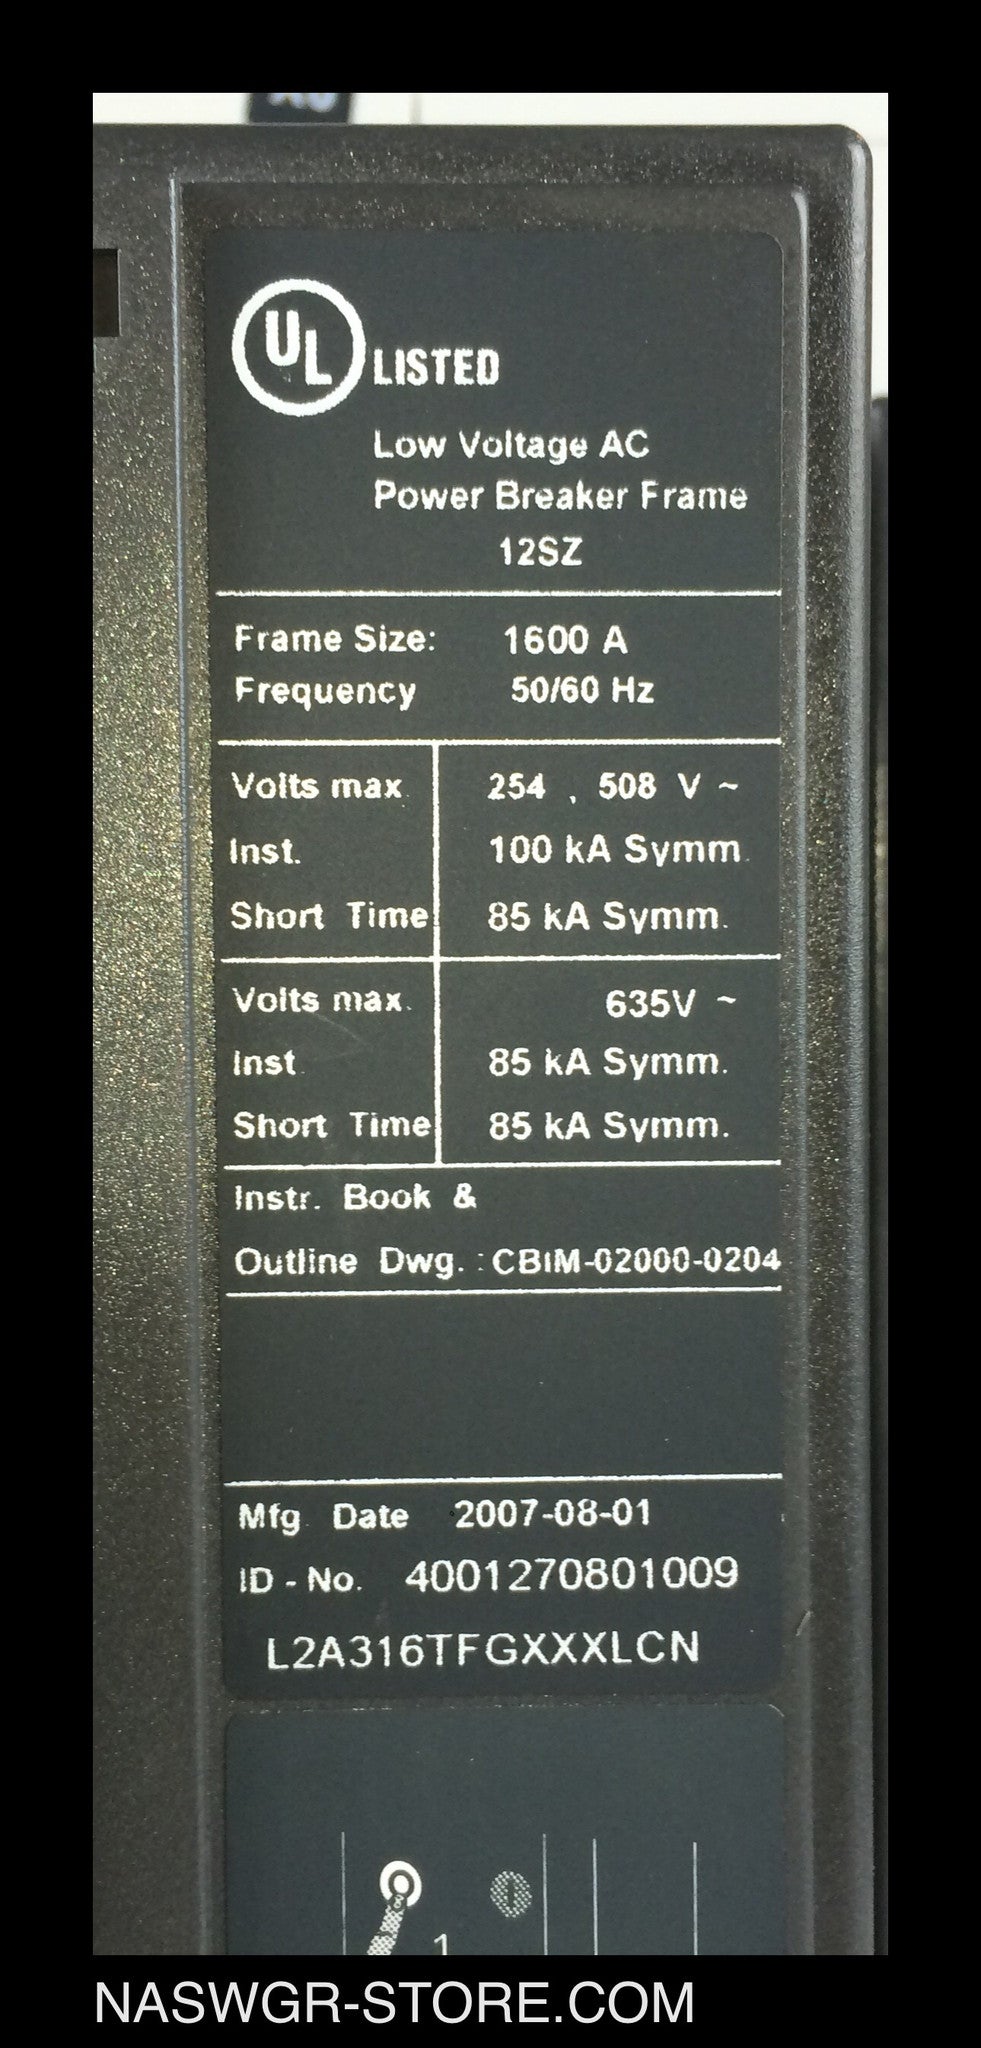 UL LISTED
Low Voltage AC
Power Breaker Frame
12SZ
Frame Size: 1600 A
Frequency 50/60 Hz
Volts max. 254 , 508 V ~
Inst. 100 kA Symm.
Short Time 85 kA Symm.
Volts max. 635V ~
Inst 85 kA Symm.
Short Time 85 kA Symm.
Instr. Book &
Outline Dwg. : CBIM-02000-0204
Mfg. Date 2007-08-01
ID - No. 4001270801009
L2A316TFGXXXLCN
1
NASWGR-STORE.COM